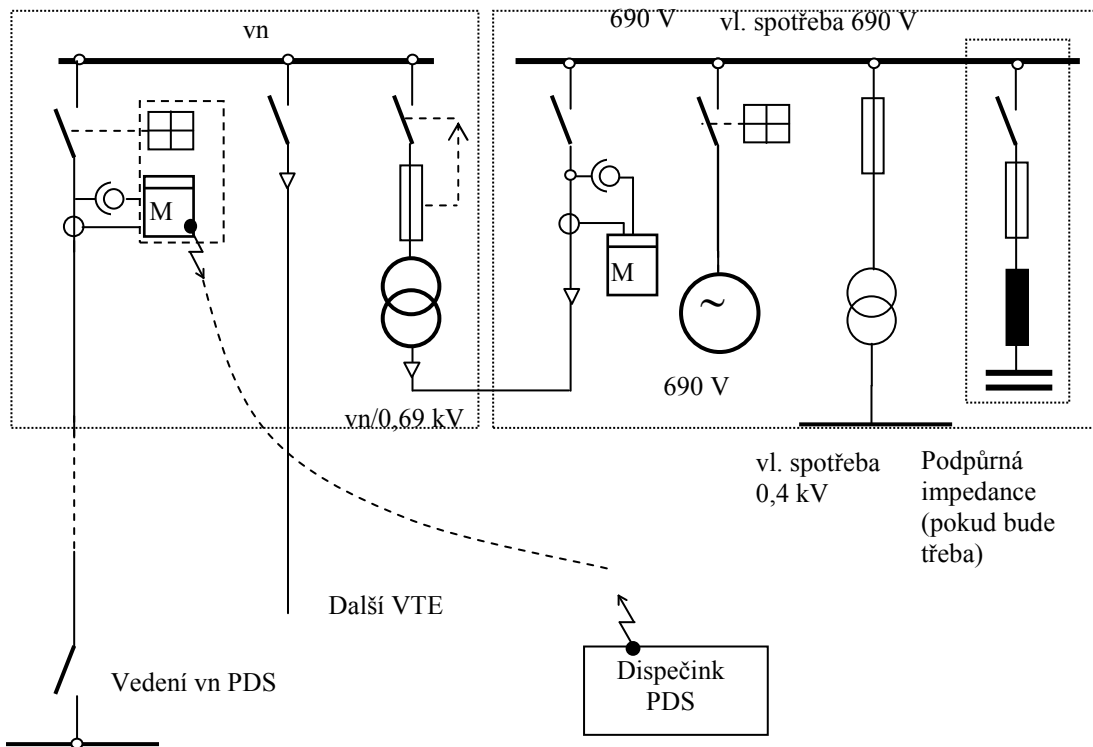 vn
690 V
vl. spotřeba 690 V
M
M
~
690 V
vn/0,69 kV
vl. spotřeba
0,4 kV
Podpůrná
impedance
(pokud bude
třeba)
Další VTE
Vedení vn PDS
Dispečink
PDS